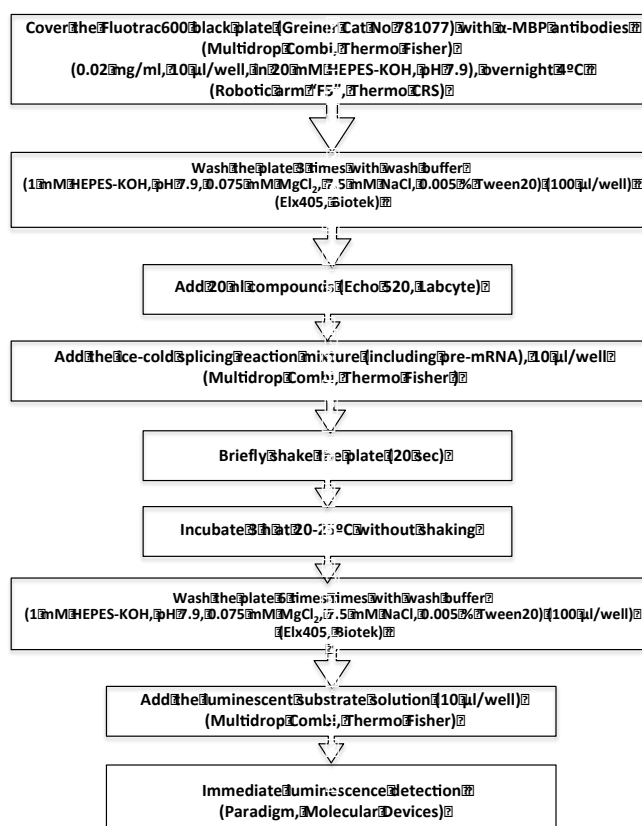 Cover the Fluotrac600 black plate (Greiner Cat No 781077) with α-MBP antibodies
(Multidrop Combi, Thermo Fisher)
(0.02 mg/ml, 10 µl/well, in 20 mM HEPES-KOH, pH 7.9), overnight 4ºC
(Robotic arm “F5”, Thermo CRS)
Wash the plate 3 times with wash buffer
(1 mM HEPES-KOH, pH 7.9, 0.075 mM MgCl₂, 7.5 mM NaCl, 0.005 % Tween20) (100 µl/well)
(Elx405, Biotek)
Add 20 nl compounds (Echo 520, Labcyte)
Add the ice-cold splicing reaction mixture (including pre-mRNA), 10 µl/well
(Multidrop Combi, Thermo Fisher )
Briefly shake the plate (20 sec)
Incubate 3 h at 20-25ºC without shaking
Wash the plate 6 times times with wash buffer
(1 mM HEPES-KOH, pH 7.9, 0.075 mM MgCl₂, 7.5 mM NaCl, 0.005 % Tween20) (100 µl/well)
(Elx405, Biotek)
Add the luminescent substrate solution (10 µl/well)
(Multidrop Combi, Thermo Fisher)
Immediate luminescence detection
(Paradigm, Molecular Devices)